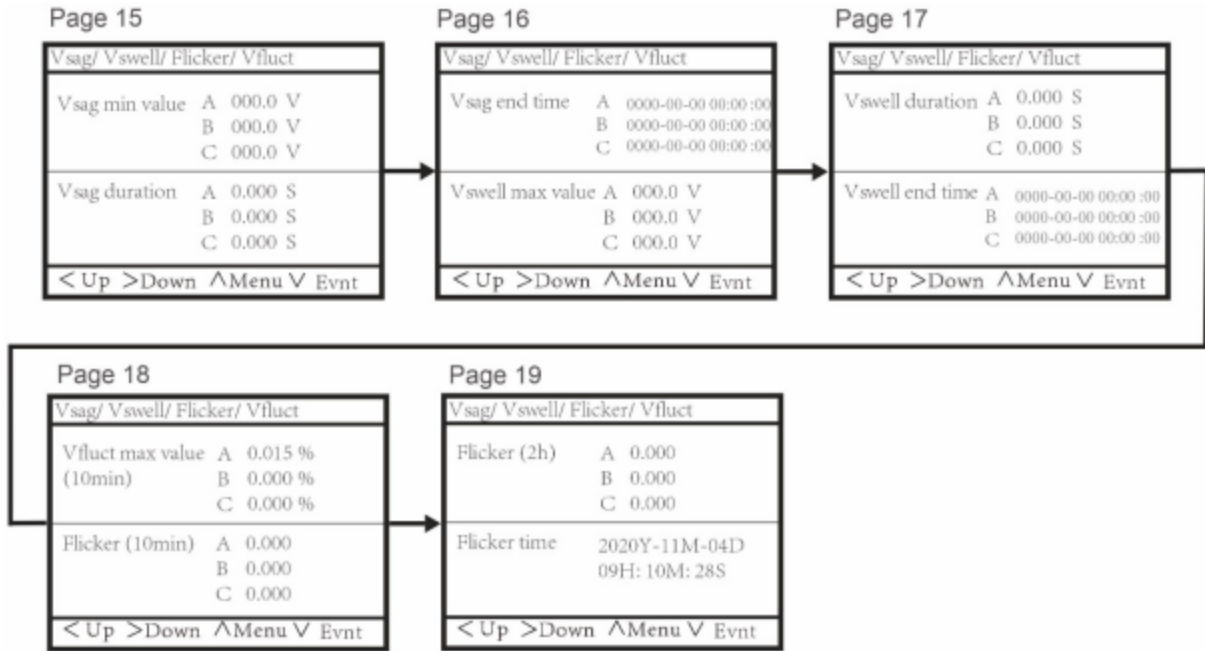 Page 15
Vsag/ Vswell/ Flicker/ Vfluct
Vsag min value A 000.0 V
B 000.0 V
C 000.0 V
Vsag duration A 0.000 S
B 0.000 S
C 0.000 S
< Up >Down ∧Menu ∨ Evnt
Page 16
Vsag/ Vswell/ Flicker/ Vfluct
Vsag end time A 0000-00-00 00:00 :00
B 0000-00-00 00:00 :00
C 0000-00-00 00:00 :00
Vswell max value A 000.0 V
B 000.0 V
C 000.0 V
< Up >Down ∧Menu ∨ Evnt
Page 17
Vsag/ Vswell/ Flicker/ Vfluct
Vswell duration A 0.000 S
B 0.000 S
C 0.000 S
Vswell end time A 0000-00-00 00:00 :00
B 0000-00-00 00:00 :00
C 0000-00-00 00:00 :00
< Up >Down ∧Menu ∨ Evnt
Page 18
Vsag/ Vswell/ Flicker/ Vfluct
Vfluct max value A 0.015 %
(10min) B 0.000 %
C 0.000 %
Flicker (10min) A 0.000
B 0.000
C 0.000
< Up >Down ∧Menu ∨ Evnt
Page 19
Vsag/ Vswell/ Flicker/ Vfluct
Flicker (2h) A 0.000
B 0.000
C 0.000
Flicker time 2020Y-11M-04D
09H: 10M: 28S
< Up >Down ∧Menu ∨ Evnt